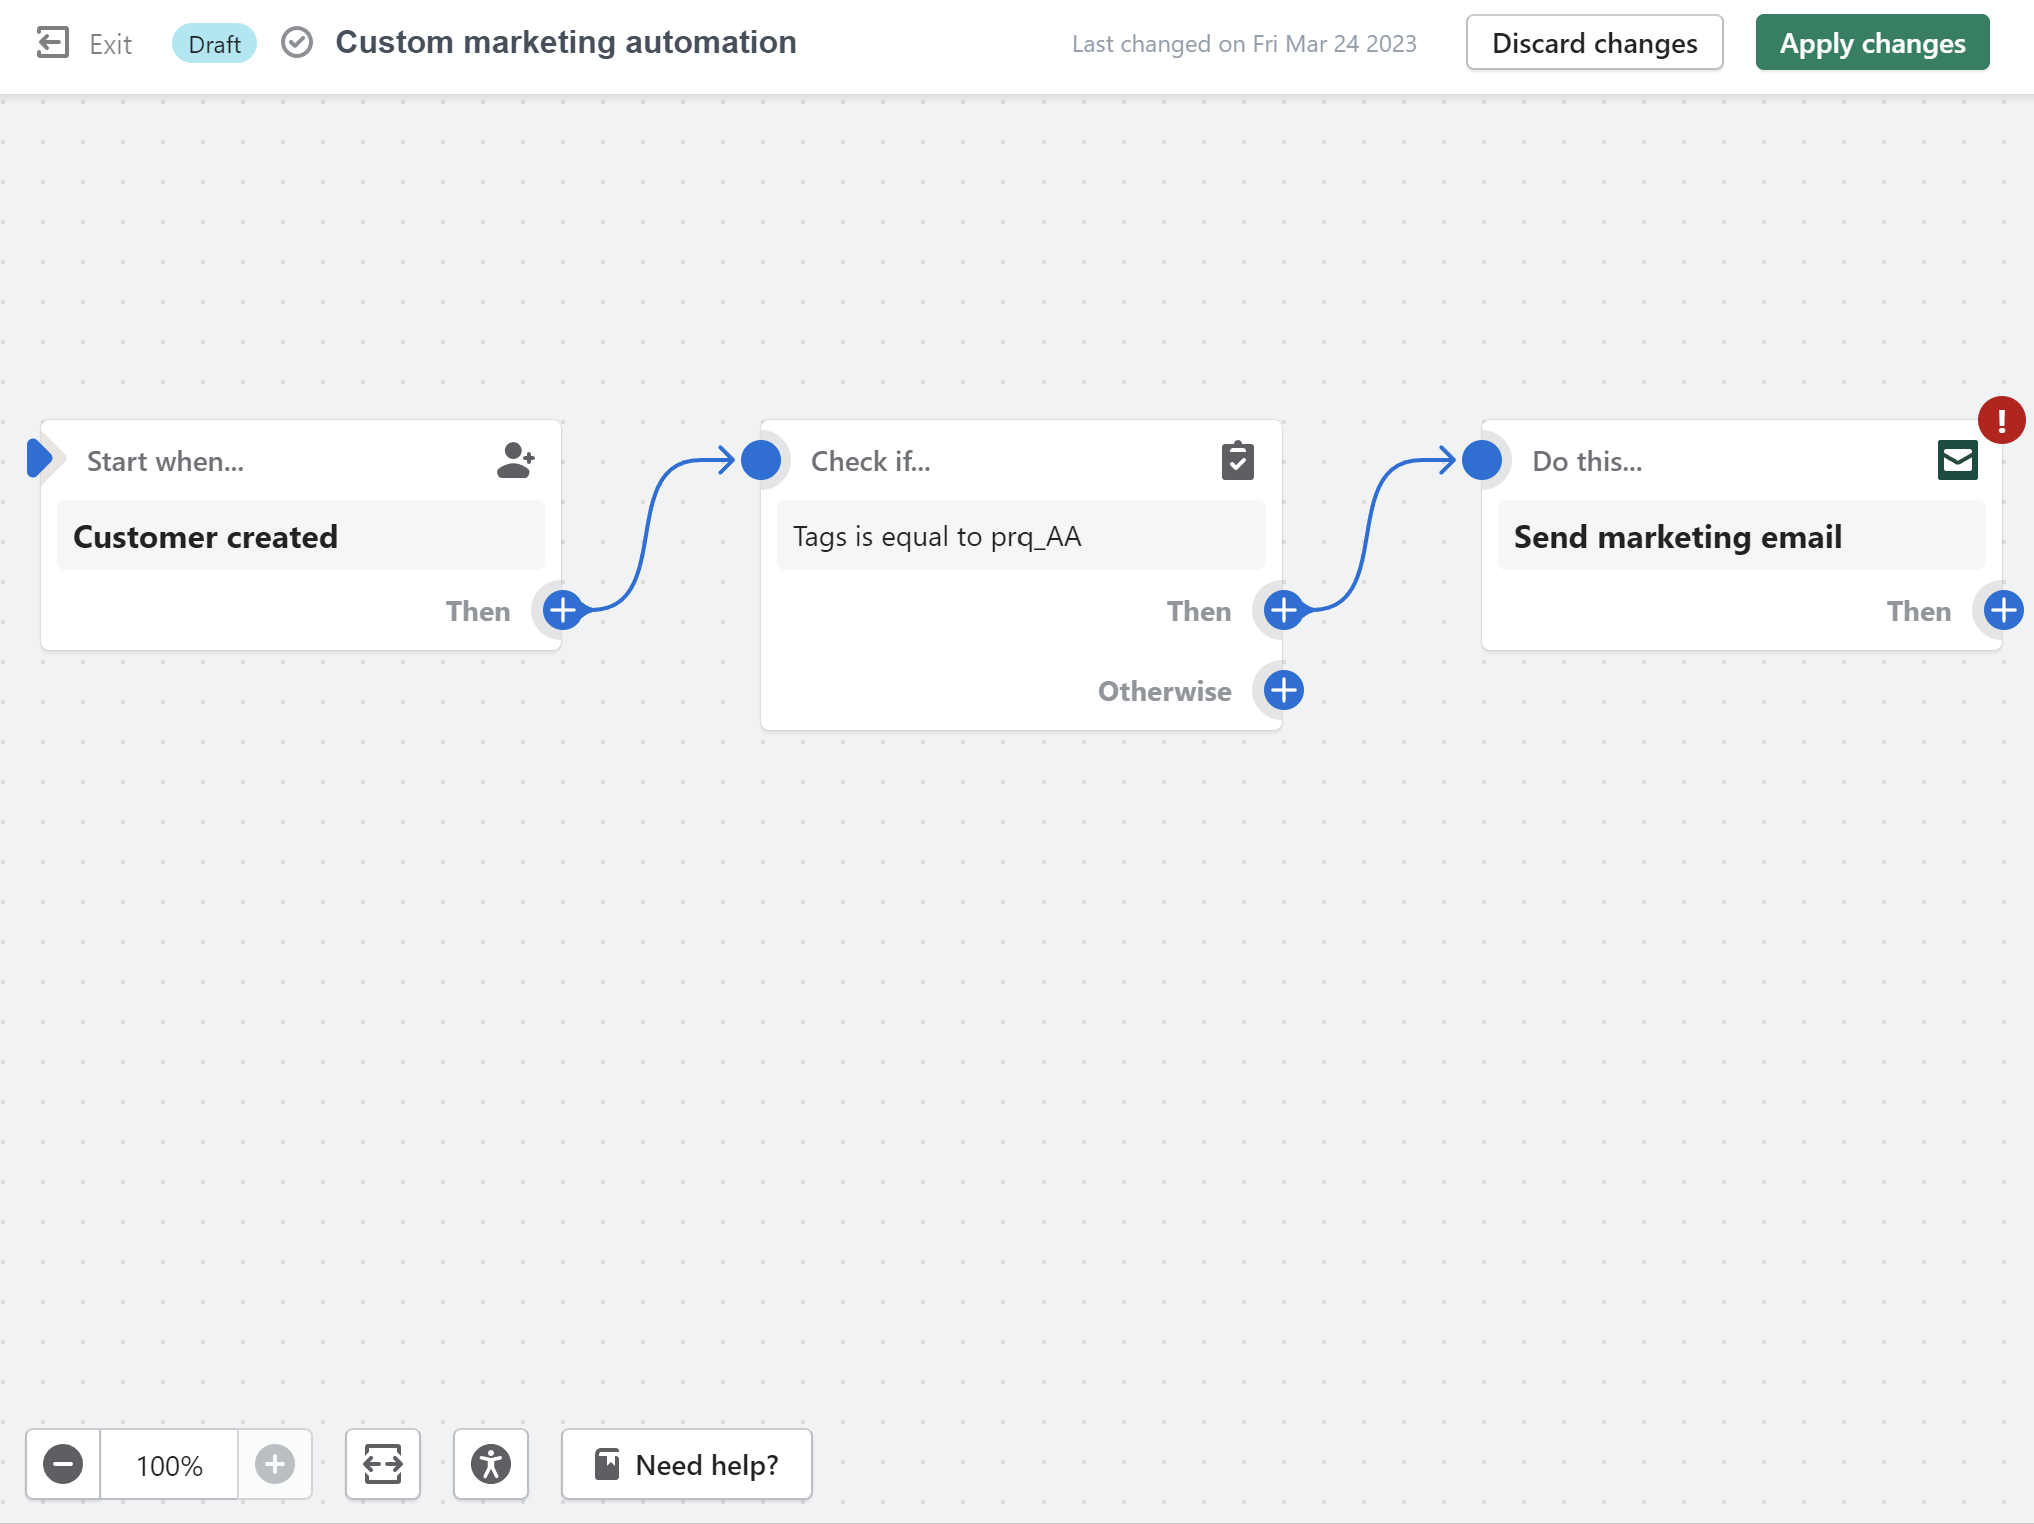 Exit
Draft
Custom marketing automation
Last changed on Fri Mar 24 2023
Discard changes
Apply changes
Start when...
Customer created
Then
Check if...
Tags is equal to prq_AA
Then
Otherwise
Do this...
Send marketing email
Then
100%
Need help?